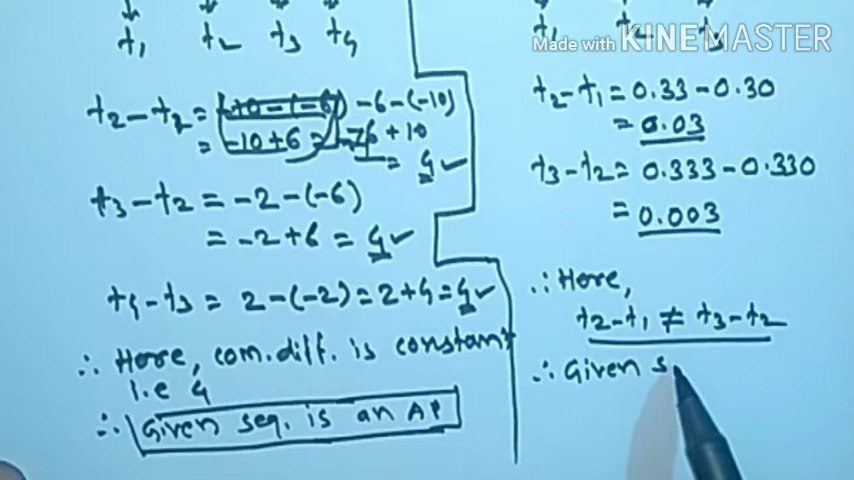 t1 t2 t3 t4
t2-t2= -6-(-10)
= -10+6 = +10
= 4✓
t3-t2 = -2-(-6)
= -2+6 = 4✓
t4-t3 = 2-(-2)=2+4=4✓
∴ Here, com.diff. is constant
i.e 4
∴ Given seq. is an AP
Made with KINEMASTER
t2-t1=0.33-0.30
= 0.03
t3-t2= 0.333-0.330
= 0.003
∴ Here,
t2-t1 ≠ t3-t2
∴ Given s